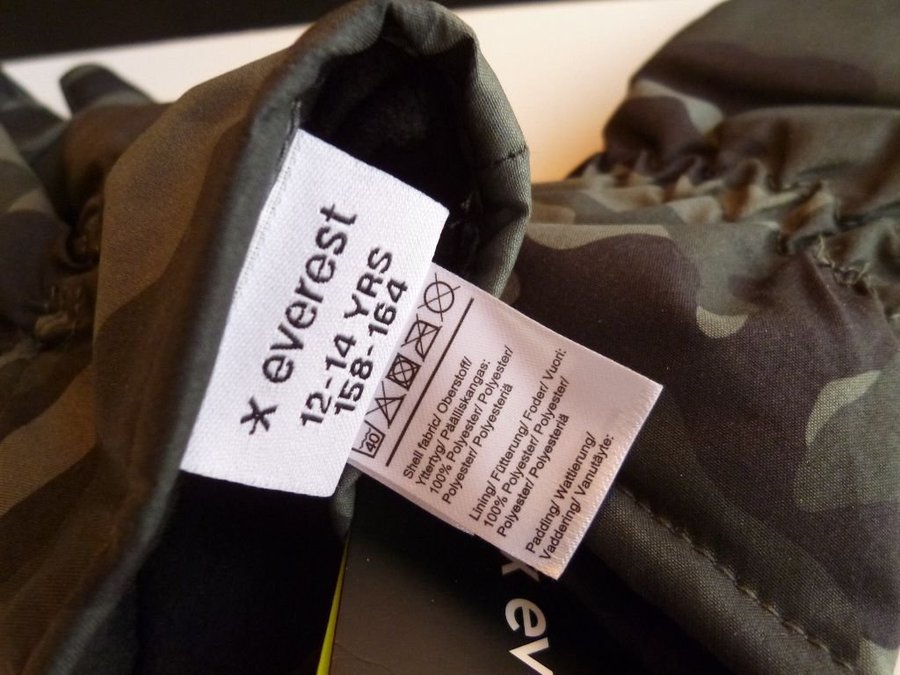 everest
12-14 YRS
158-164
40
Shell fabric/ Oberstoff/
Yttertyg/ Päälliskangas:
100% Polyester/ Polyester/
Polyester/ Polyesteriä
Lining/ Fütterung/ Foder/ Vuori:
100% Polyester/ Polyester/
Polyester/ Polyesteriä
Padding/ Wattierung/
Vaddering/ Vanutäyte:
ev